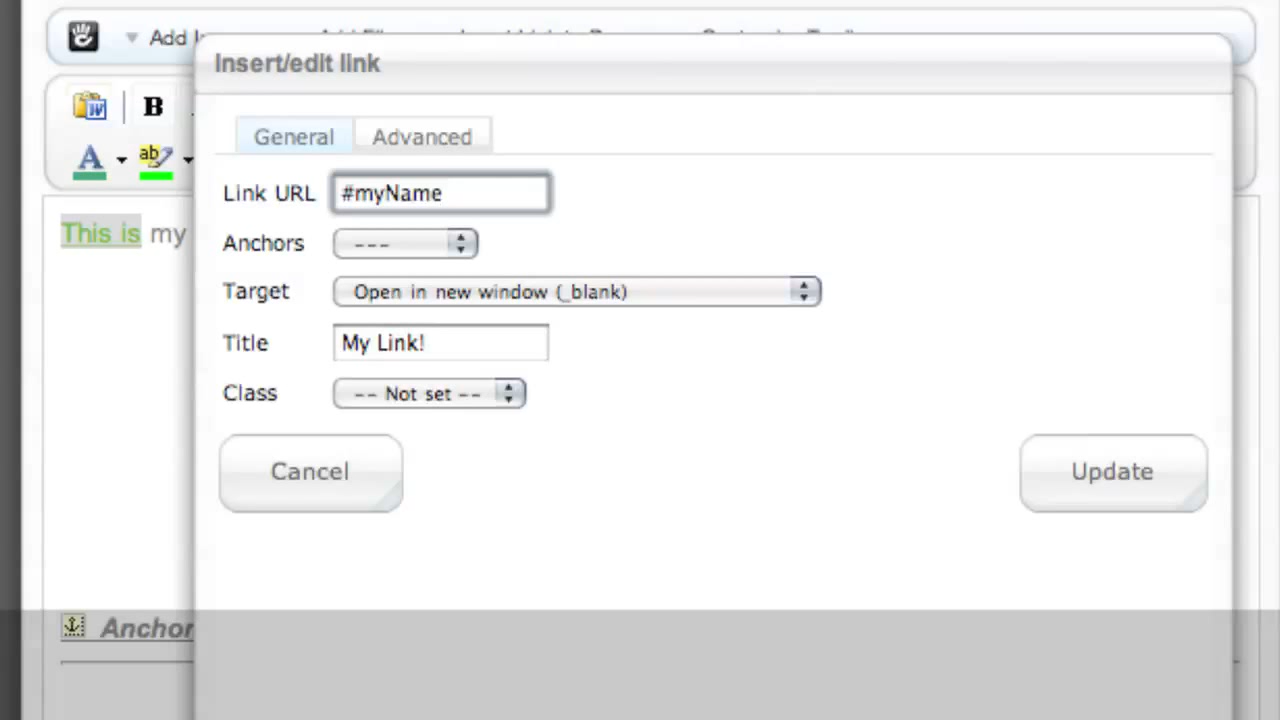 Add
Insert/edit link
B
General Advanced
A ab
Link URL #myName
This is my
Anchors ---
Target Open in new window (_blank)
Title My Link!
Class -- Not set --
Cancel Update
Anchor